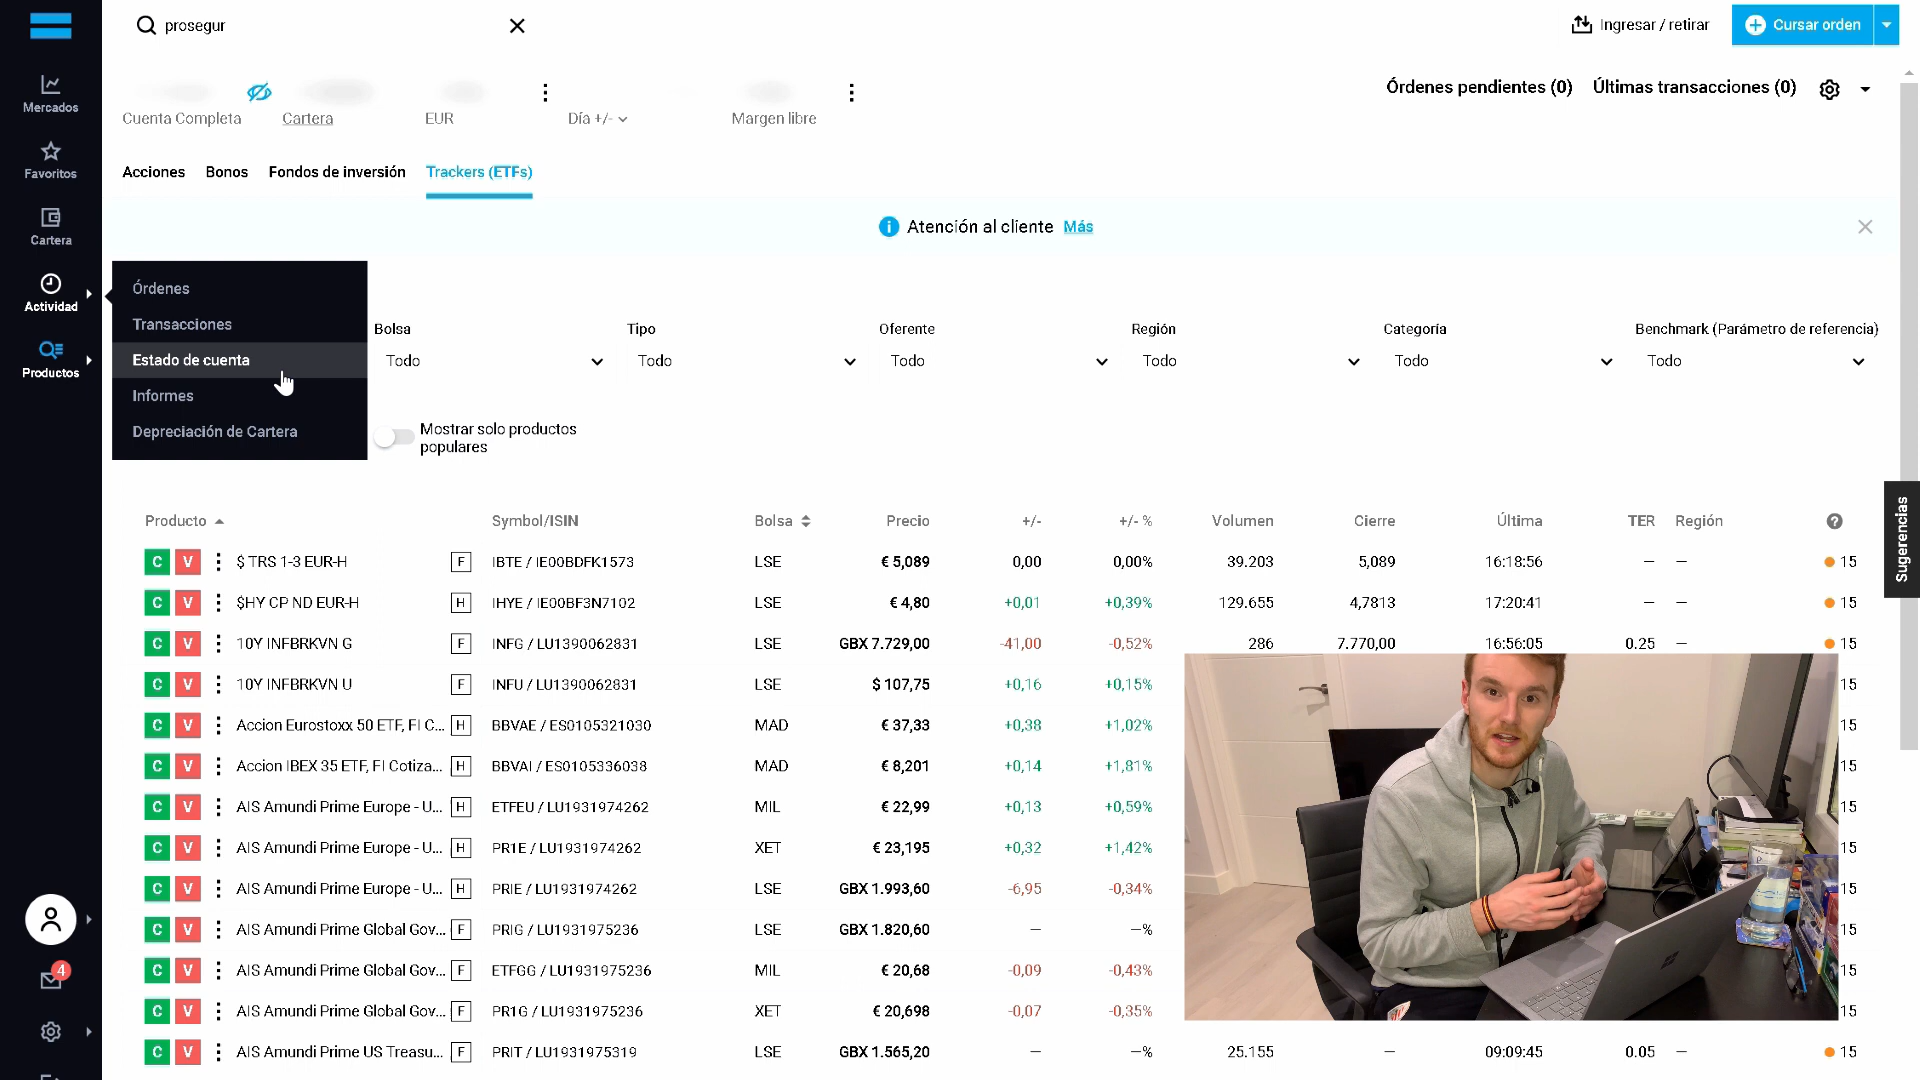 prosegur
Ingresar / retirar
Cursar orden
Mercados
Favoritos
Cartera
Actividad
Productos
Cuenta Completa
Cartera
EUR
Día +/-
Margen libre
Órdenes pendientes (0)
Últimas transacciones (0)
Acciones
Bonos
Fondos de inversión
Trackers (ETFs)
Atención al cliente Más
Órdenes
Transacciones
Estado de cuenta
Informes
Depreciación de Cartera
Bolsa Tipo Oferente Región Categoría Benchmark (Parámetro de referencia)
Todo Todo Todo Todo Todo Todo
Mostrar solo productos
populares
Sugerencias
Producto Symbol/ISIN Bolsa Precio +/- +/- % Volumen Cierre Última TER Región
C V $ TRS 1-3 EUR-H F IBTE / IE00BDFK1573 LSE € 5,089 0,00 0,00% 39.203 5,089 16:18:56 — — 15
C V $HY CP ND EUR-H H IHYE / IE00BF3N7102 LSE € 4,80 +0,01 +0,39% 129.655 4,7813 17:20:41 — — 15
C V 10Y INFBRKVN G F INFG / LU1390062831 LSE GBX 7.729,00 -41,00 -0,52% 286 7.770,00 16:56:05 0.25 — 15
C V 10Y INFBRKVN U F INFU / LU1390062831 LSE $ 107,75 +0,16 +0,15% 15
C V Accion Eurostoxx 50 ETF, FI C... H BBVAE / ES0105321030 MAD € 37,33 +0,38 +1,02% 15
C V Accion IBEX 35 ETF, FI Cotiza... H BBVAI / ES0105336038 MAD € 8,201 +0,14 +1,81% 15
C V AIS Amundi Prime Europe - U... H ETFEU / LU1931974262 MIL € 22,99 +0,13 +0,59% 15
C V AIS Amundi Prime Europe - U... H PR1E / LU1931974262 XET € 23,195 +0,32 +1,42% 15
C V AIS Amundi Prime Europe - U... H PRIE / LU1931974262 LSE GBX 1.993,60 -6,95 -0,34% 15
C V AIS Amundi Prime Global Gov... F PRIG / LU1931975236 LSE GBX 1.820,60 — —% 15
C V AIS Amundi Prime Global Gov... F ETFGG / LU1931975236 MIL € 20,68 -0,09 -0,43% 15
C V AIS Amundi Prime Global Gov... F PR1G / LU1931975236 XET € 20,698 -0,07 -0,35% 15
C V AIS Amundi Prime US Treasu... F PRIT / LU1931975319 LSE GBX 1.565,20 — —% 25.155 — 09:09:45 0.05 — 15
4